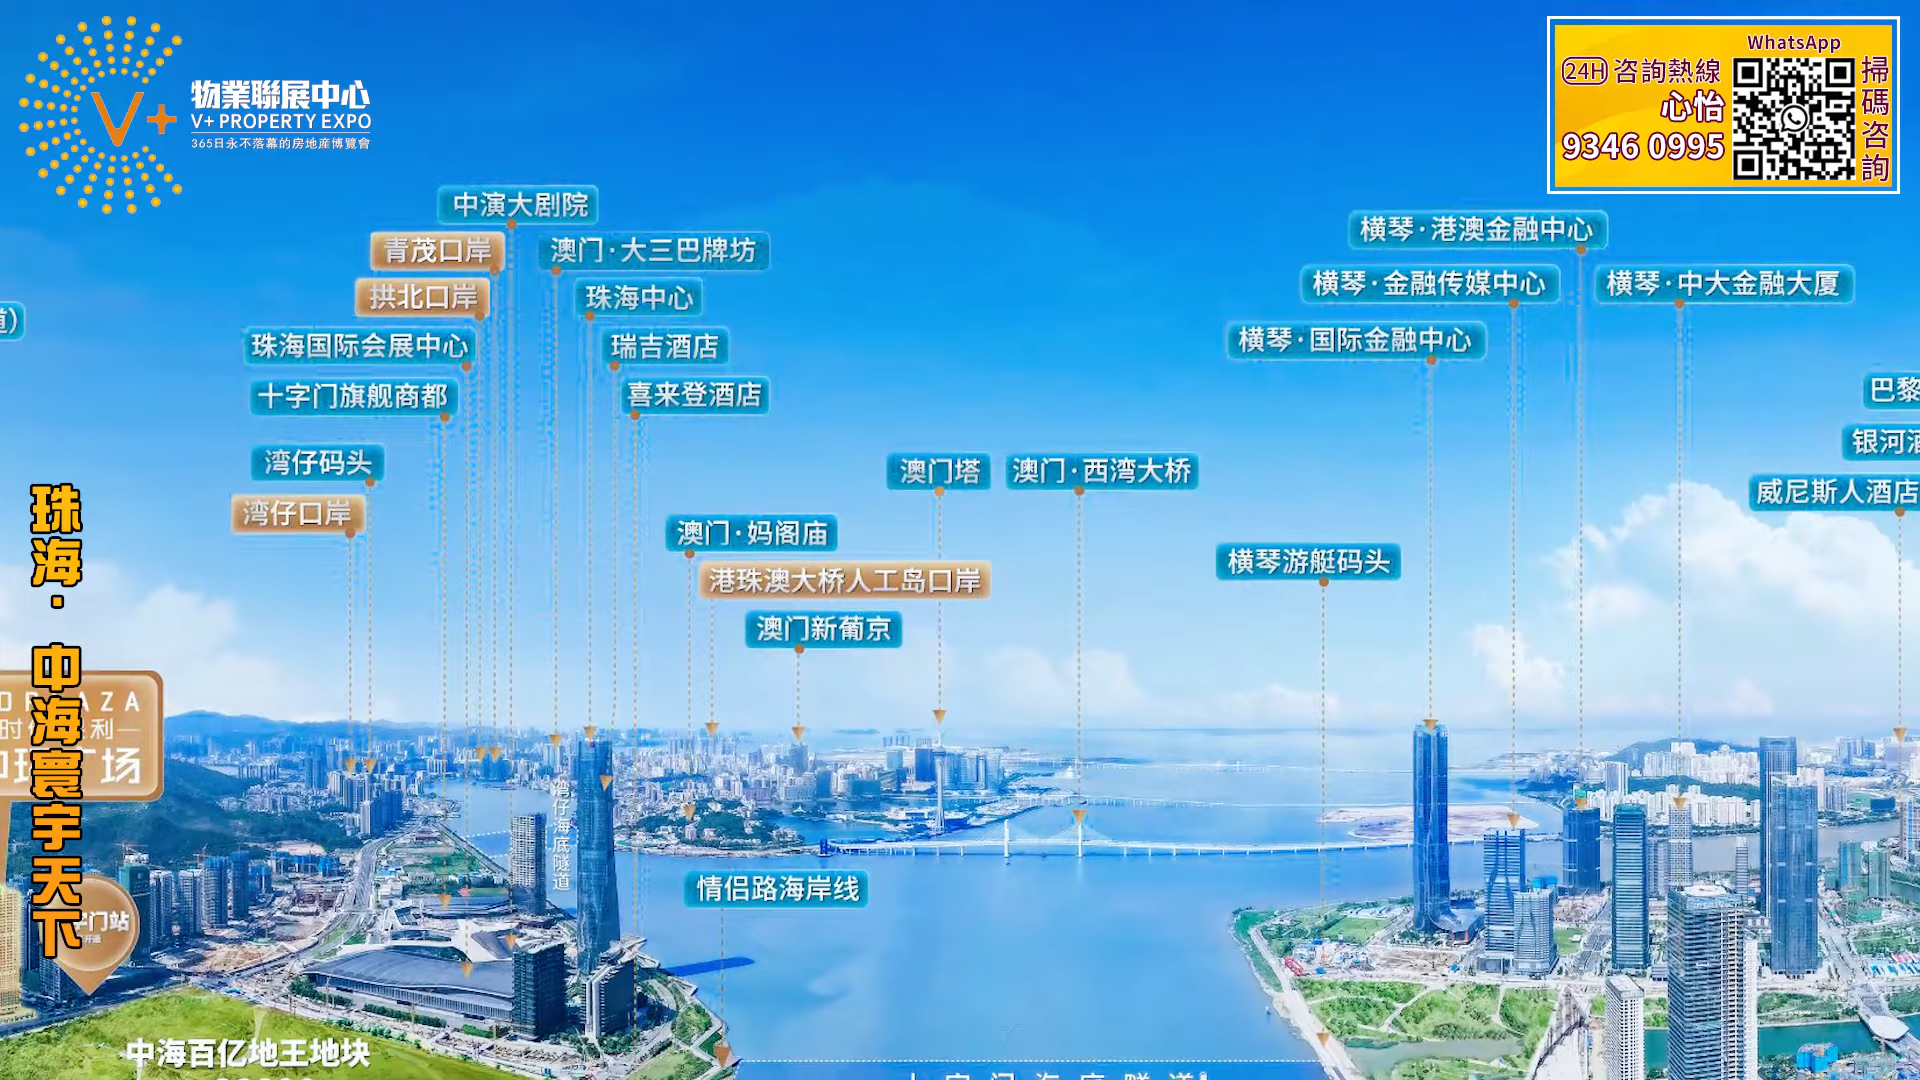 物業聯展中心
V+
V+ PROPERTY EXPO
365日永不落幕的房地産博覽會
WhatsApp
24H 咨詢熱線
心怡
9346 0995
掃碼咨詢
中演大剧院
青茂口岸
澳门·大三巴牌坊
拱北口岸
珠海中心
珠海国际会展中心
瑞吉酒店
十字门旗舰商都
喜来登酒店
湾仔码头
湾仔口岸
澳门塔
澳门·西湾大桥
澳门·妈阁庙
港珠澳大桥人工岛口岸
澳门新葡京
横琴·港澳金融中心
横琴·金融传媒中心
横琴·中大金融大厦
横琴·国际金融中心
巴黎
银河
威尼斯人酒店
横琴游艇码头
珠海·中海寰宇天下
湾仔海底隧道
情侣路海岸线
门站
中海百亿地王地块